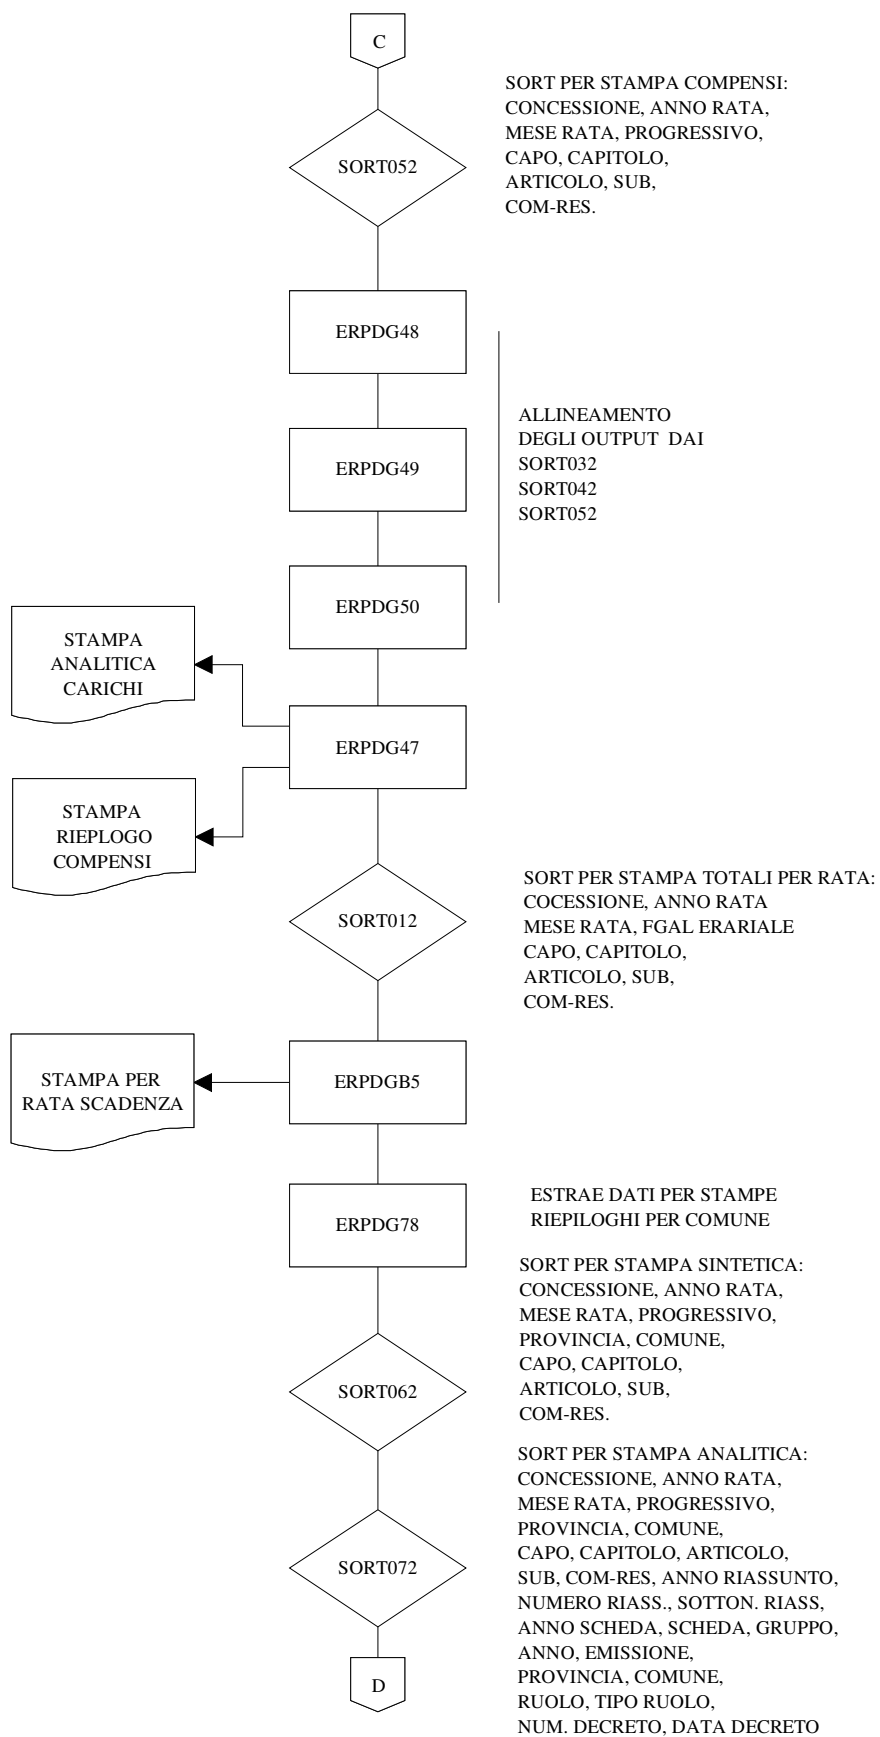 C
SORT PER STAMPA COMPENSI:
CONCESSIONE, ANNO RATA,
MESE RATA, PROGRESSIVO,
CAPO, CAPITOLO,
ARTICOLO, SUB,
COM-RES.
SORT052
ERPDG48
ALLINEAMENTO
DEGLI OUTPUT DAI
SORT032
SORT042
SORT052
ERPDG49
ERPDG50
STAMPA
ANALITICA
CARICHI
ERPDG47
STAMPA
RIEPLOGO
COMPENSI
SORT PER STAMPA TOTALI PER RATA:
COCESSIONE, ANNO RATA
MESE RATA, FGAL ERARIALE
CAPO, CAPITOLO,
ARTICOLO, SUB,
COM-RES.
SORT012
STAMPA PER
RATA SCADENZA
ERPDGB5
ERPDG78
ESTRAE DATI PER STAMPE
RIEPILOGHI PER COMUNE
SORT PER STAMPA SINTETICA:
CONCESSIONE, ANNO RATA,
MESE RATA, PROGRESSIVO,
PROVINCIA, COMUNE,
CAPO, CAPITOLO,
ARTICOLO, SUB,
COM-RES.
SORT062
SORT PER STAMPA ANALITICA:
CONCESSIONE, ANNO RATA,
MESE RATA, PROGRESSIVO,
PROVINCIA, COMUNE,
CAPO, CAPITOLO, ARTICOLO,
SUB, COM-RES, ANNO RIASSUNTO,
NUMERO RIASS., SOTTON. RIASS,
ANNO SCHEDA, SCHEDA, GRUPPO,
ANNO, EMISSIONE,
PROVINCIA, COMUNE,
RUOLO, TIPO RUOLO,
NUM. DECRETO, DATA DECRETO
SORT072
D